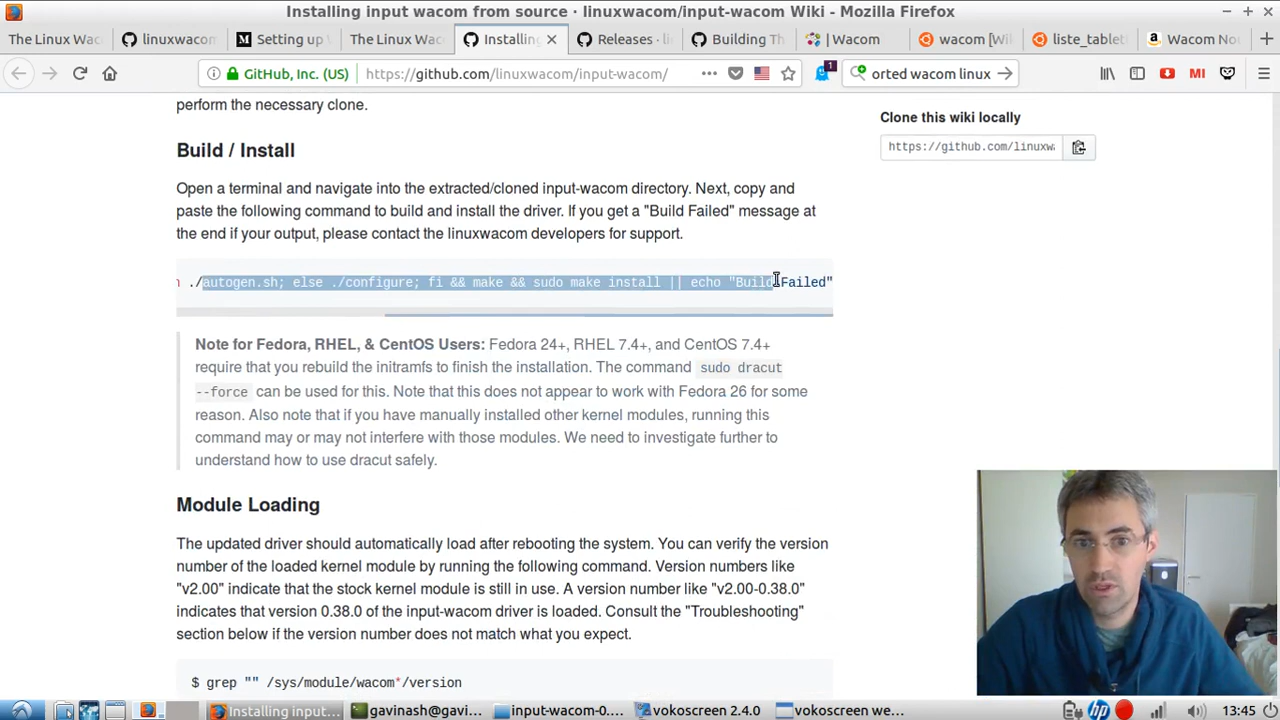 Installing input wacom from source · linuxwacom/input-wacom Wiki - Mozilla Firefox
The Linux Wac
linuxwacom
Setting up
The Linux Wac
Installing
Releases · li
Building Th
| Wacom
wacom [Wi
liste_tablett
Wacom No
GitHub, Inc. (US)
https://github.com/linuxwacom/input-wacom/
1
orted wacom linux
MI
perform the necessary clone.
Build / Install
Open a terminal and navigate into the extracted/cloned input-wacom directory. Next, copy and
paste the following command to build and install the driver. If you get a "Build Failed" message at
the end if your output, please contact the linuxwacom developers for support.
./autogen.sh; else ./configure; fi && make && sudo make install || echo "Build Failed"
Note for Fedora, RHEL, & CentOS Users: Fedora 24+, RHEL 7.4+, and CentOS 7.4+
require that you rebuild the initramfs to finish the installation. The command sudo dracut
--force can be used for this. Note that this does not appear to work with Fedora 26 for some
reason. Also note that if you have manually installed other kernel modules, running this
command may or may not interfere with those modules. We need to investigate further to
understand how to use dracut safely.
Module Loading
The updated driver should automatically load after rebooting the system. You can verify the version
number of the loaded kernel module by running the following command. Version numbers like
"v2.00" indicate that the stock kernel module is still in use. A version number like "v2.00-0.38.0"
indicates that version 0.38.0 of the input-wacom driver is loaded. Consult the "Troubleshooting"
section below if the version number does not match what you expect.
$ grep "" /sys/module/wacom*/version
Clone this wiki locally
https://github.com/linuxwa
Installing input...
gavinash@gavi...
input-wacom-0....
vokoscreen 2.4.0
vokoscreen we...
hp
13:45